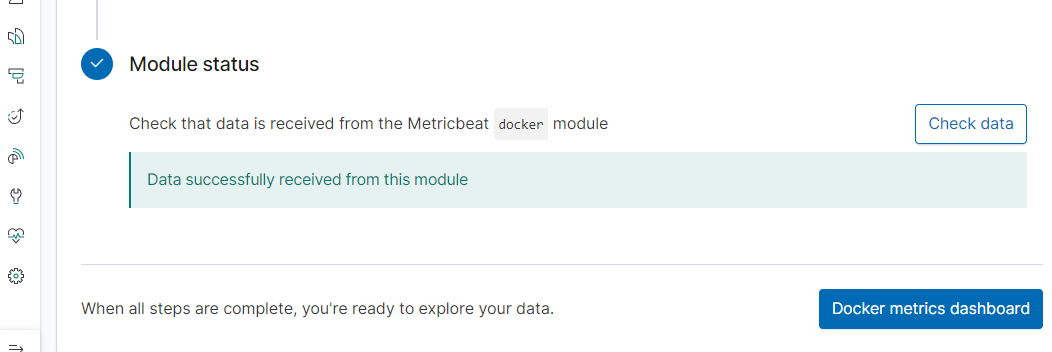 Module status
Check that data is received from the Metricbeat docker module
Check data
Data successfully received from this module
When all steps are complete, you're ready to explore your data.
Docker metrics dashboard